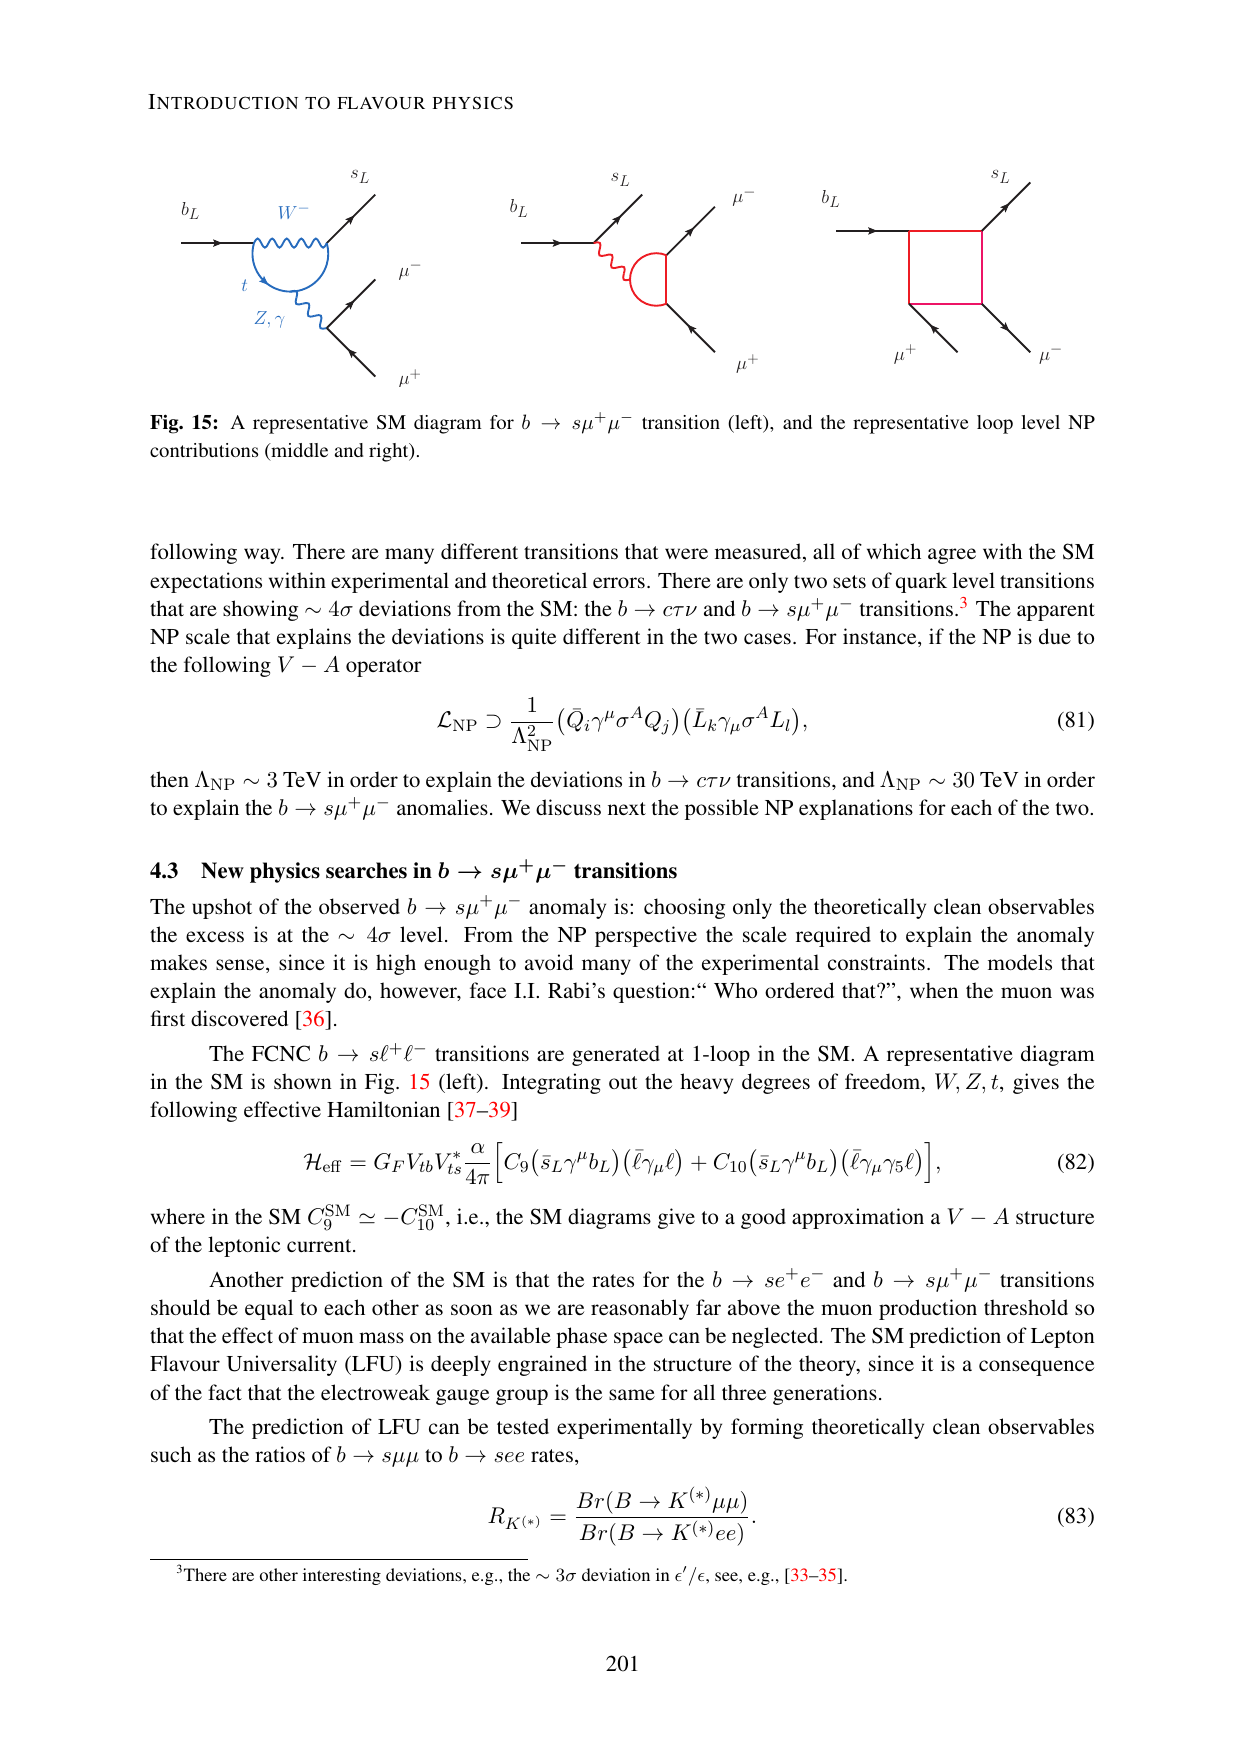 INTRODUCTION TO FLAVOUR PHYSICS
b_L W^- s_L t Z, γ μ^- μ^+
b_L s_L μ^- μ^+
b_L s_L μ^+ μ^-
Fig. 15: A representative SM diagram for b → sμ⁺μ⁻ transition (left), and the representative loop level NP
contributions (middle and right).
following way. There are many different transitions that were measured, all of which agree with the SM
expectations within experimental and theoretical errors. There are only two sets of quark level transitions
that are showing ∼ 4σ deviations from the SM: the b → cτν and b → sμ⁺μ⁻ transitions.³ The apparent
NP scale that explains the deviations is quite different in the two cases. For instance, if the NP is due to
the following V − A operator
ℒ_NP ⊃ 1/Λ²_NP (Q̄_i γ^μ σ^A Q_j)(L̄_k γ_μ σ^A L_l), (81)
then Λ_NP ∼ 3 TeV in order to explain the deviations in b → cτν transitions, and Λ_NP ∼ 30 TeV in order
to explain the b → sμ⁺μ⁻ anomalies. We discuss next the possible NP explanations for each of the two.
4.3 New physics searches in b → sμ⁺μ⁻ transitions
The upshot of the observed b → sμ⁺μ⁻ anomaly is: choosing only the theoretically clean observables
the excess is at the ∼ 4σ level. From the NP perspective the scale required to explain the anomaly
makes sense, since it is high enough to avoid many of the experimental constraints. The models that
explain the anomaly do, however, face I.I. Rabi's question:“ Who ordered that?”, when the muon was
first discovered [36].
The FCNC b → sℓ⁺ℓ⁻ transitions are generated at 1-loop in the SM. A representative diagram
in the SM is shown in Fig. 15 (left). Integrating out the heavy degrees of freedom, W, Z, t, gives the
following effective Hamiltonian [37–39]
ℋ_eff = G_F V_tb V*_ts α/4π [C_9(s̄_L γ^μ b_L)(ℓ̄γ_μ ℓ) + C_10(s̄_L γ^μ b_L)(ℓ̄γ_μ γ_5 ℓ)], (82)
where in the SM C_9^SM ≃ −C_10^SM, i.e., the SM diagrams give to a good approximation a V − A structure
of the leptonic current.
Another prediction of the SM is that the rates for the b → se⁺e⁻ and b → sμ⁺μ⁻ transitions
should be equal to each other as soon as we are reasonably far above the muon production threshold so
that the effect of muon mass on the available phase space can be neglected. The SM prediction of Lepton
Flavour Universality (LFU) is deeply engrained in the structure of the theory, since it is a consequence
of the fact that the electroweak gauge group is the same for all three generations.
The prediction of LFU can be tested experimentally by forming theoretically clean observables
such as the ratios of b → sμμ to b → see rates,
R_K^(*) = Br(B → K^(*)μμ) / Br(B → K^(*)ee). (83)
³There are other interesting deviations, e.g., the ∼ 3σ deviation in ϵ′/ϵ, see, e.g., [33–35].
201